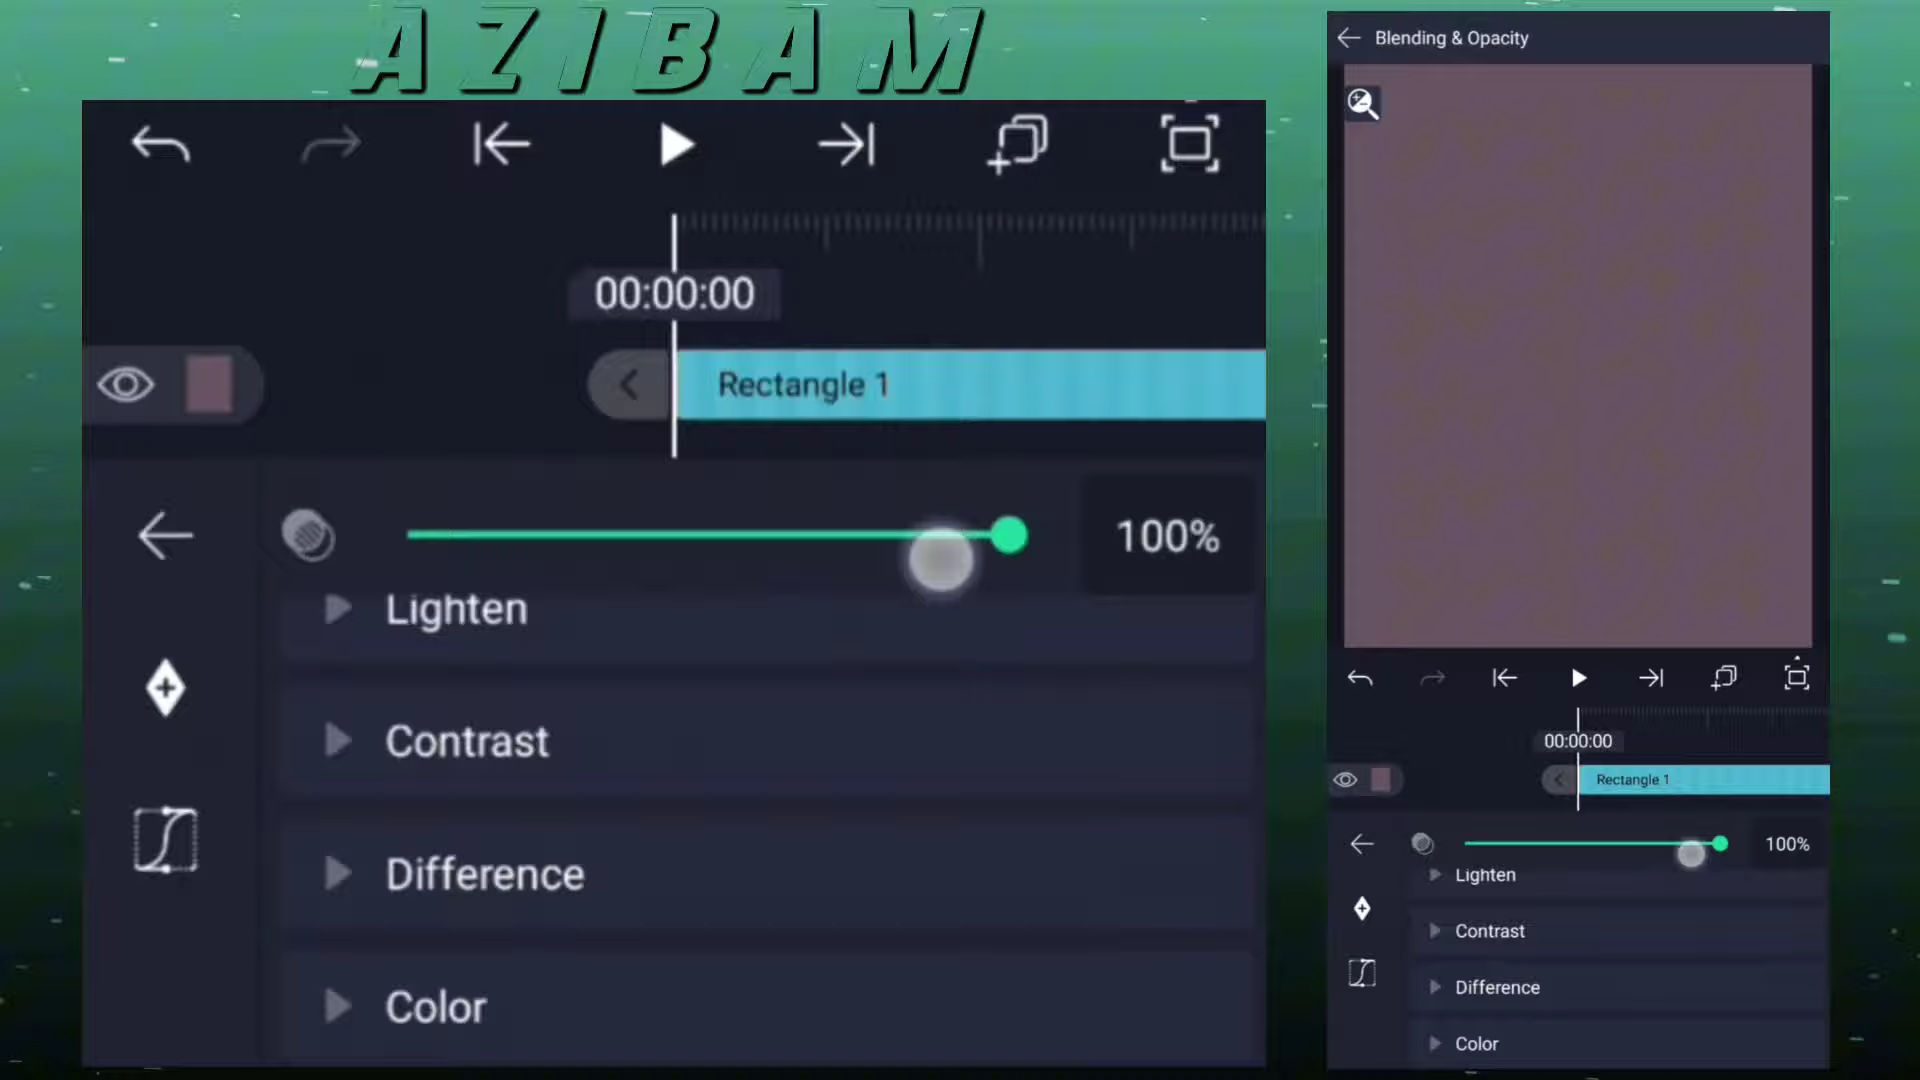 AZIBAM
00:00:00
Rectangle 1
100%
Lighten
Contrast
Difference
Color
Blending & Opacity
00:00:00
Rectangle 1
100%
Lighten
Contrast
Difference
Color